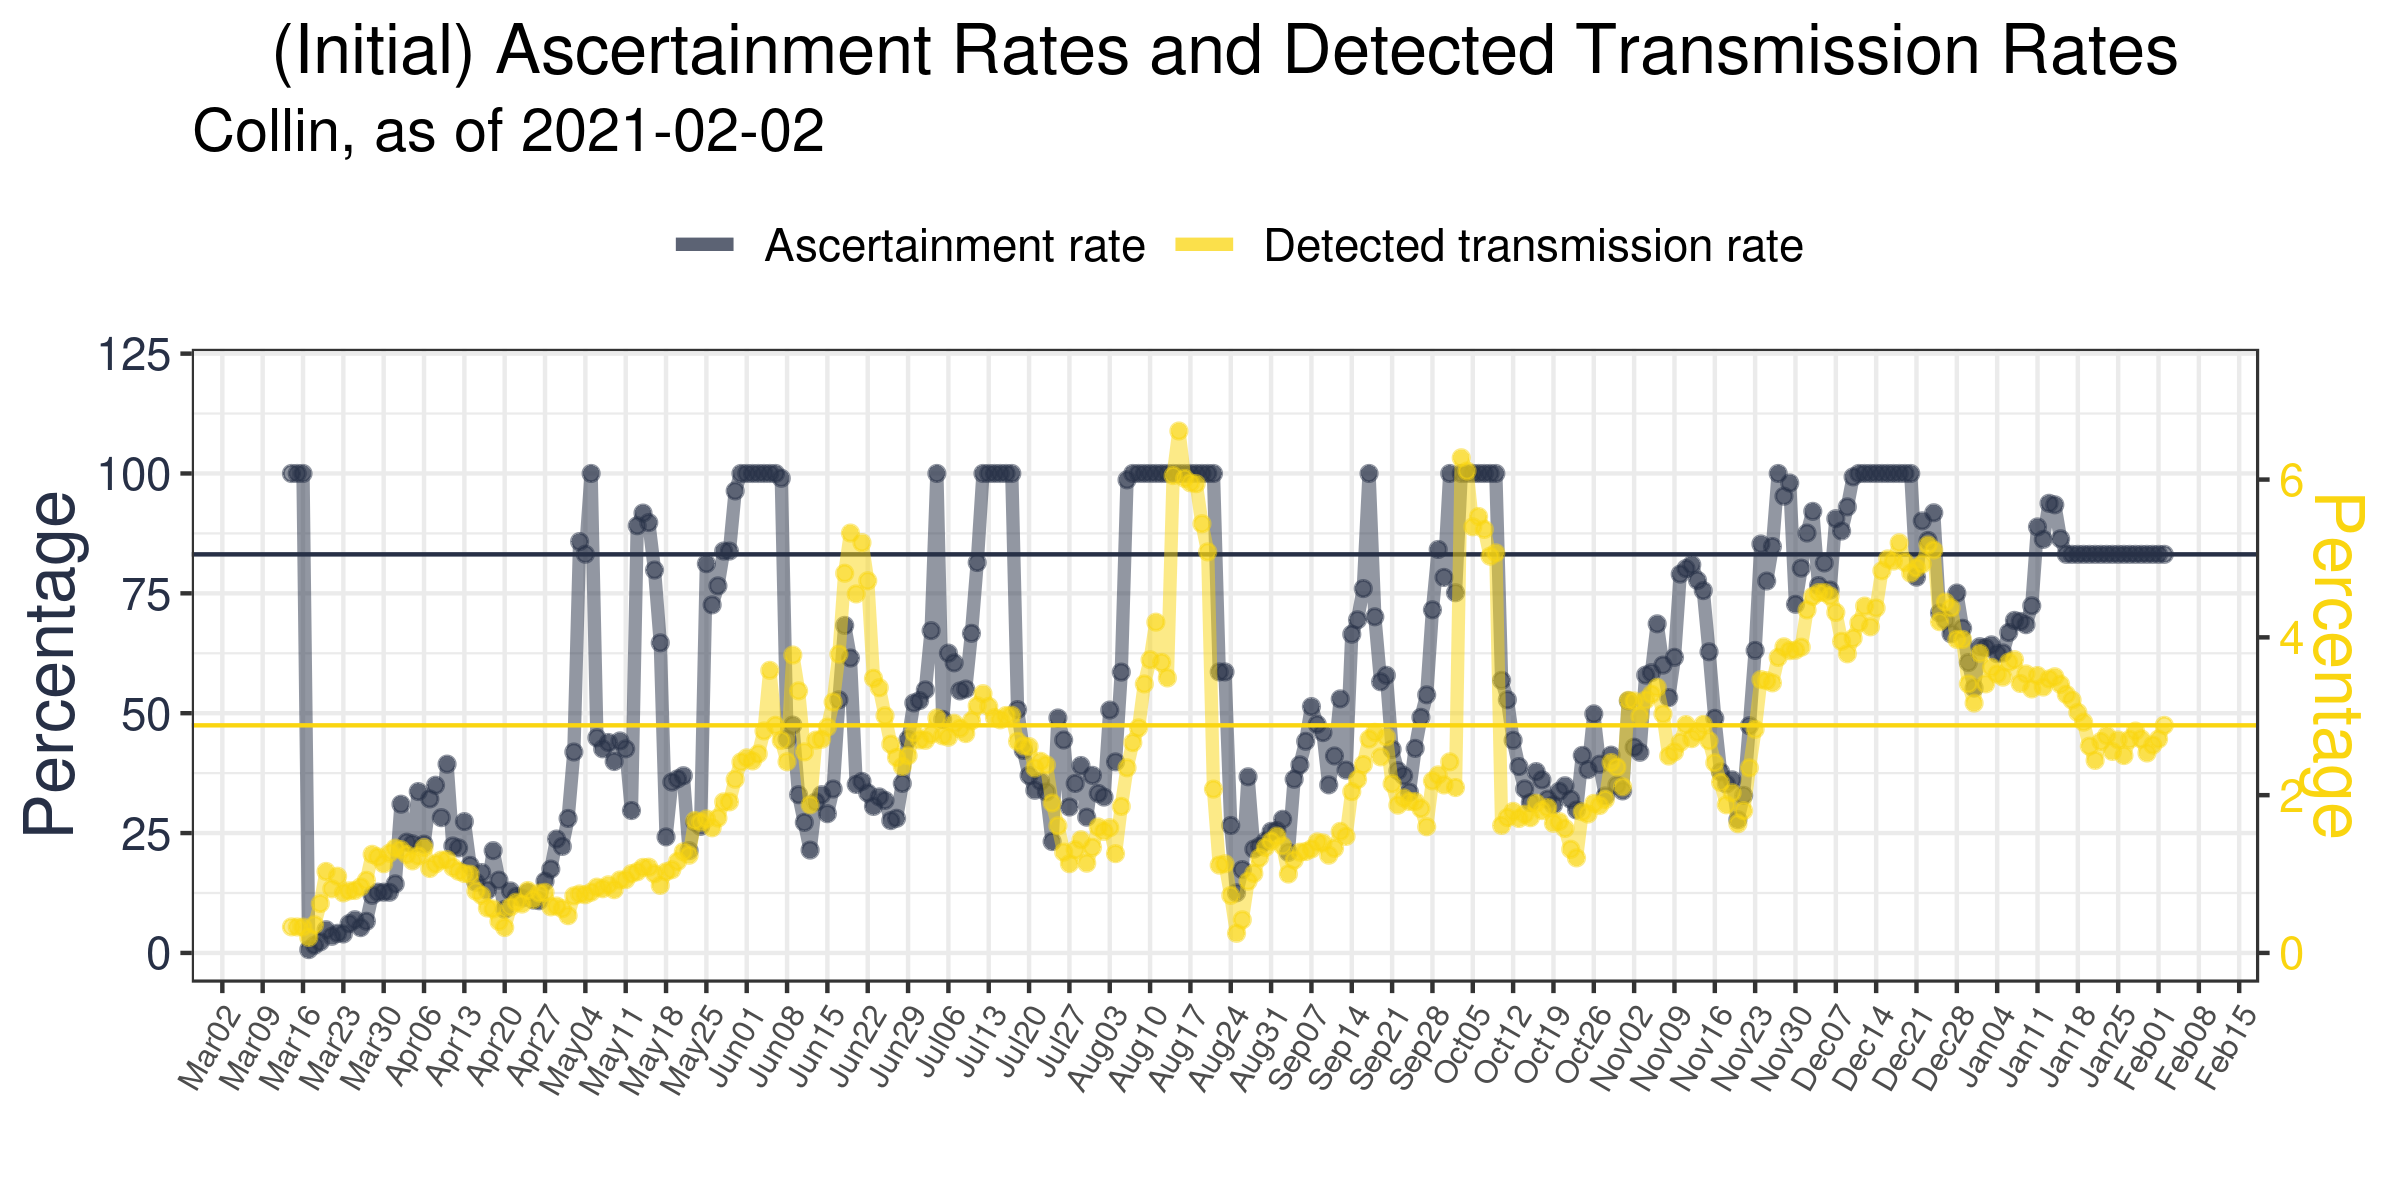 (Initial) Ascertainment Rates and Detected Transmission Rates
Collin, as of 2021-02-02
Ascertainment rate
Detected transmission rate
Percentage
125
100
75
50
25
0
6
4
2
0
Percentage
Mar02
Mar09
Mar16
Mar23
Mar30
Apr06
Apr13
Apr20
Apr27
May04
May11
May18
May25
Jun01
Jun08
Jun15
Jun22
Jun29
Jul06
Jul13
Jul20
Jul27
Aug03
Aug10
Aug17
Aug24
Aug31
Sep07
Sep14
Sep21
Sep28
Oct05
Oct12
Oct19
Oct26
Nov02
Nov09
Nov16
Nov23
Nov30
Dec07
Dec14
Dec21
Dec28
Jan04
Jan11
Jan18
Jan25
Feb01
Feb08
Feb15